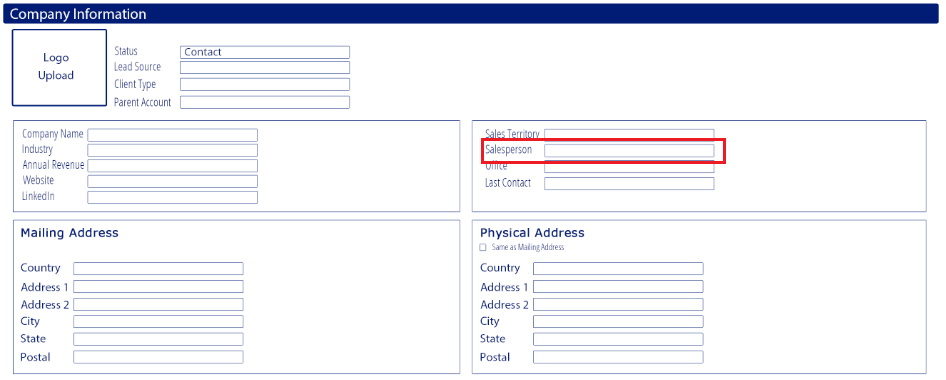 Company Information
Logo
Upload
Status Contact
Lead Source
Client Type
Parent Account
Company Name
Industry
Annual Revenue
Website
LinkedIn
Sales Territory
Salesperson
Office
Last Contact
Mailing Address
Country
Address 1
Address 2
City
State
Postal
Physical Address
Same as Mailing Address
Country
Address 1
Address 2
City
State
Postal